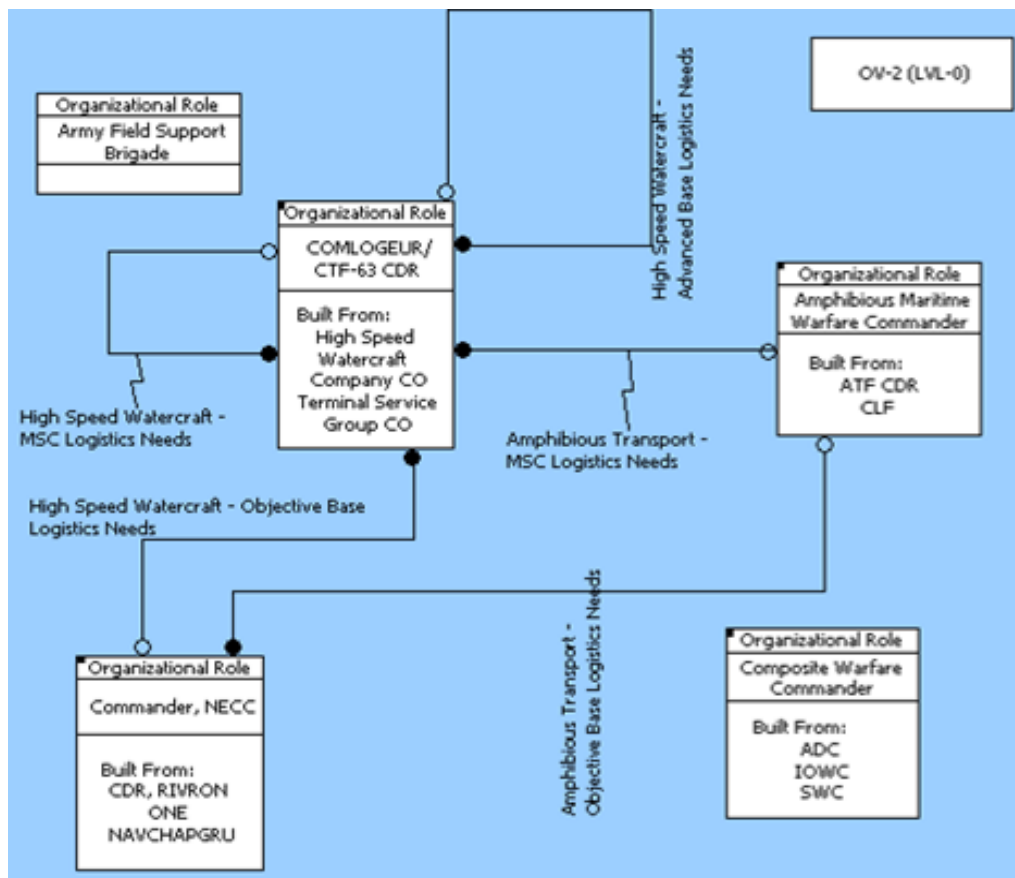 OV-2 (LVL-0)
Organizational Role
Army Field Support
Brigade
High Speed Watercraft -
Advanced Base Logistics Needs
Organizational Role
COMLOGEUR/
CTF-63 CDR
Built From:
High Speed
Watercraft
Company CO
Terminal Service
Group CO
Organizational Role
Amphibious Maritime
Warfare Commander
Built From:
ATF CDR
CLF
High Speed Watercraft -
MSC Logistics Needs
Amphibious Transport -
MSC Logistics Needs
High Speed Watercraft - Objective Base
Logistics Needs
Amphibious Transport -
Objective Base Logistics Needs
Organizational Role
Commander, NECC
Built From:
CDR, RIVRON
ONE
NAVCHAPGRU
Organizational Role
Composite Warfare
Commander
Built From:
ADC
IOWC
SWC